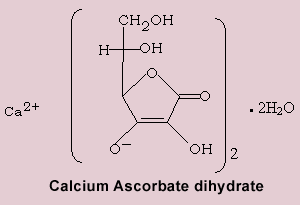 CH₂OH
H OH
O
Ca²⁺ O · 2H₂O
O⁻ OH 2
Calcium Ascorbate dihydrate